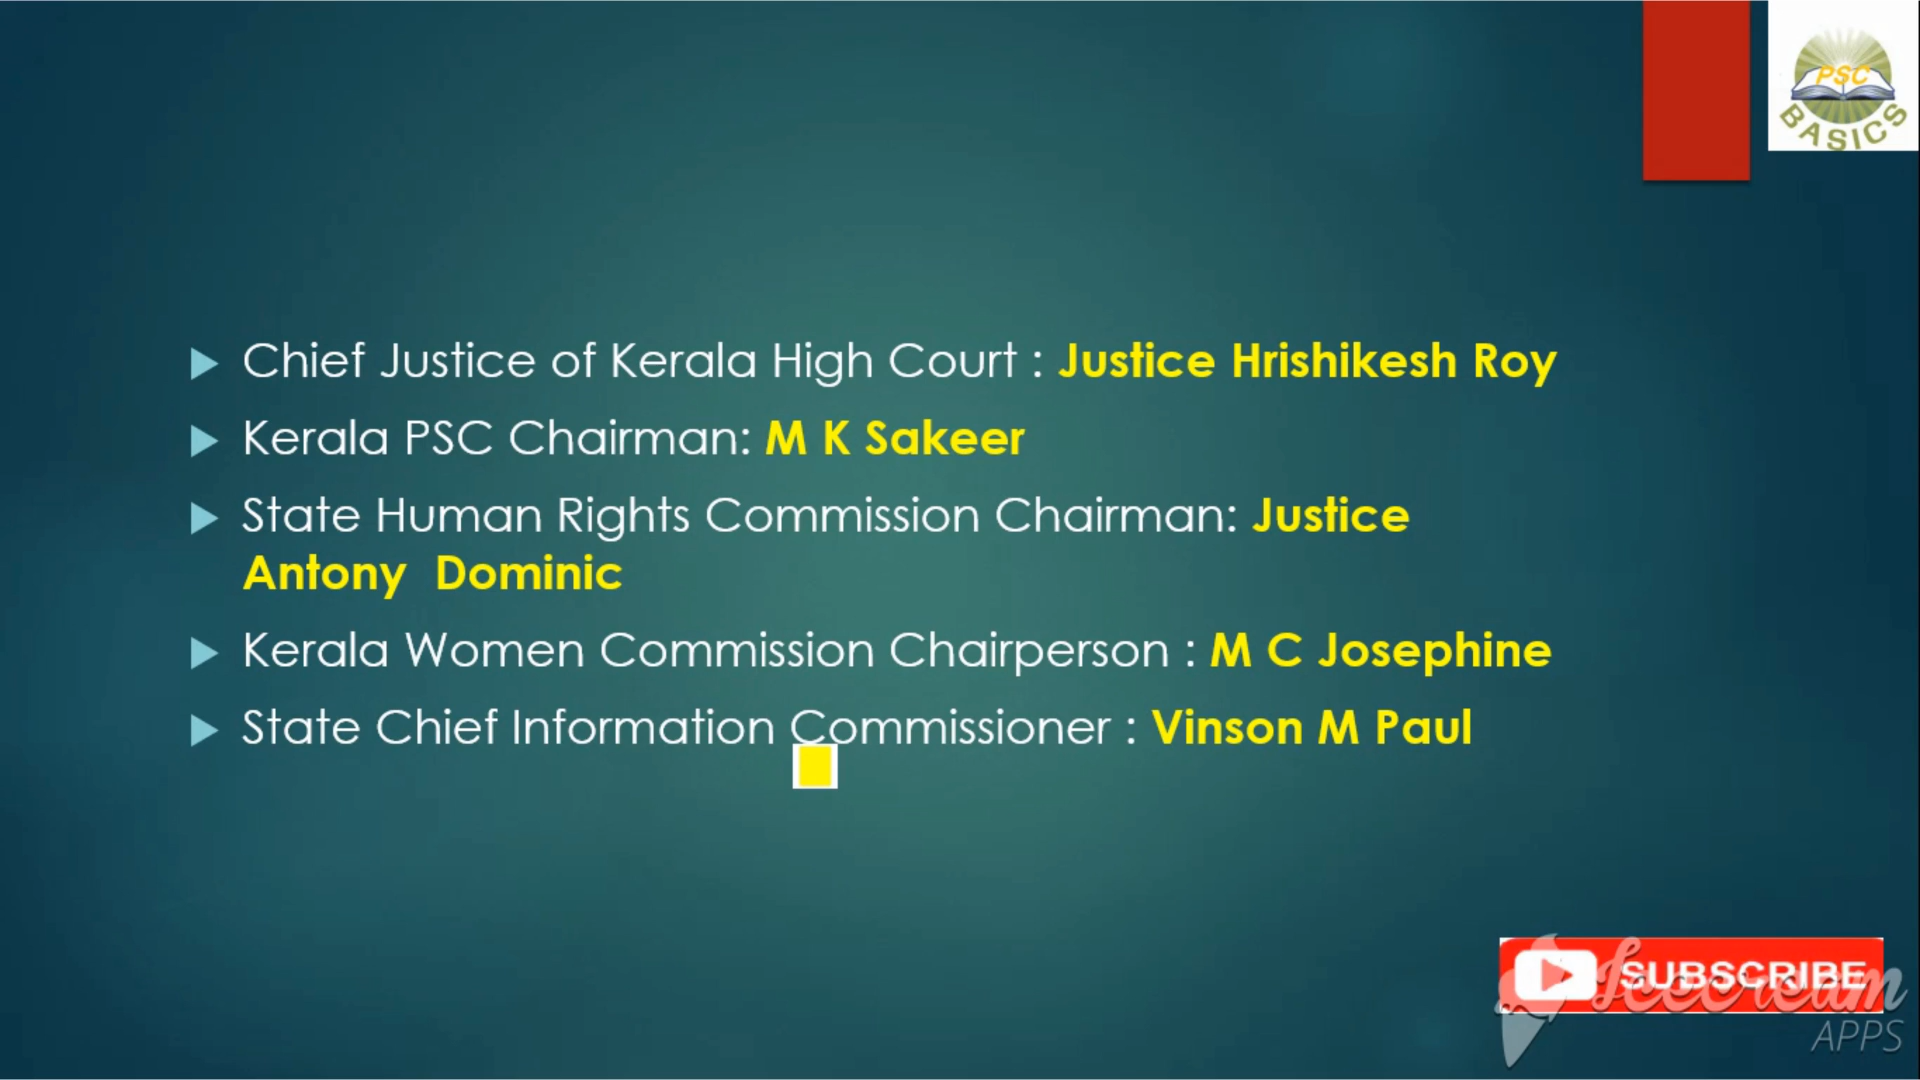 PSC
BASICS
Chief Justice of Kerala High Court : Justice Hrishikesh Roy
Kerala PSC Chairman: M K Sakeer
State Human Rights Commission Chairman: Justice
Antony Dominic
Kerala Women Commission Chairperson : M C Josephine
State Chief Information Commissioner : Vinson M Paul
SUBSCRIBE
Icecream
APPS